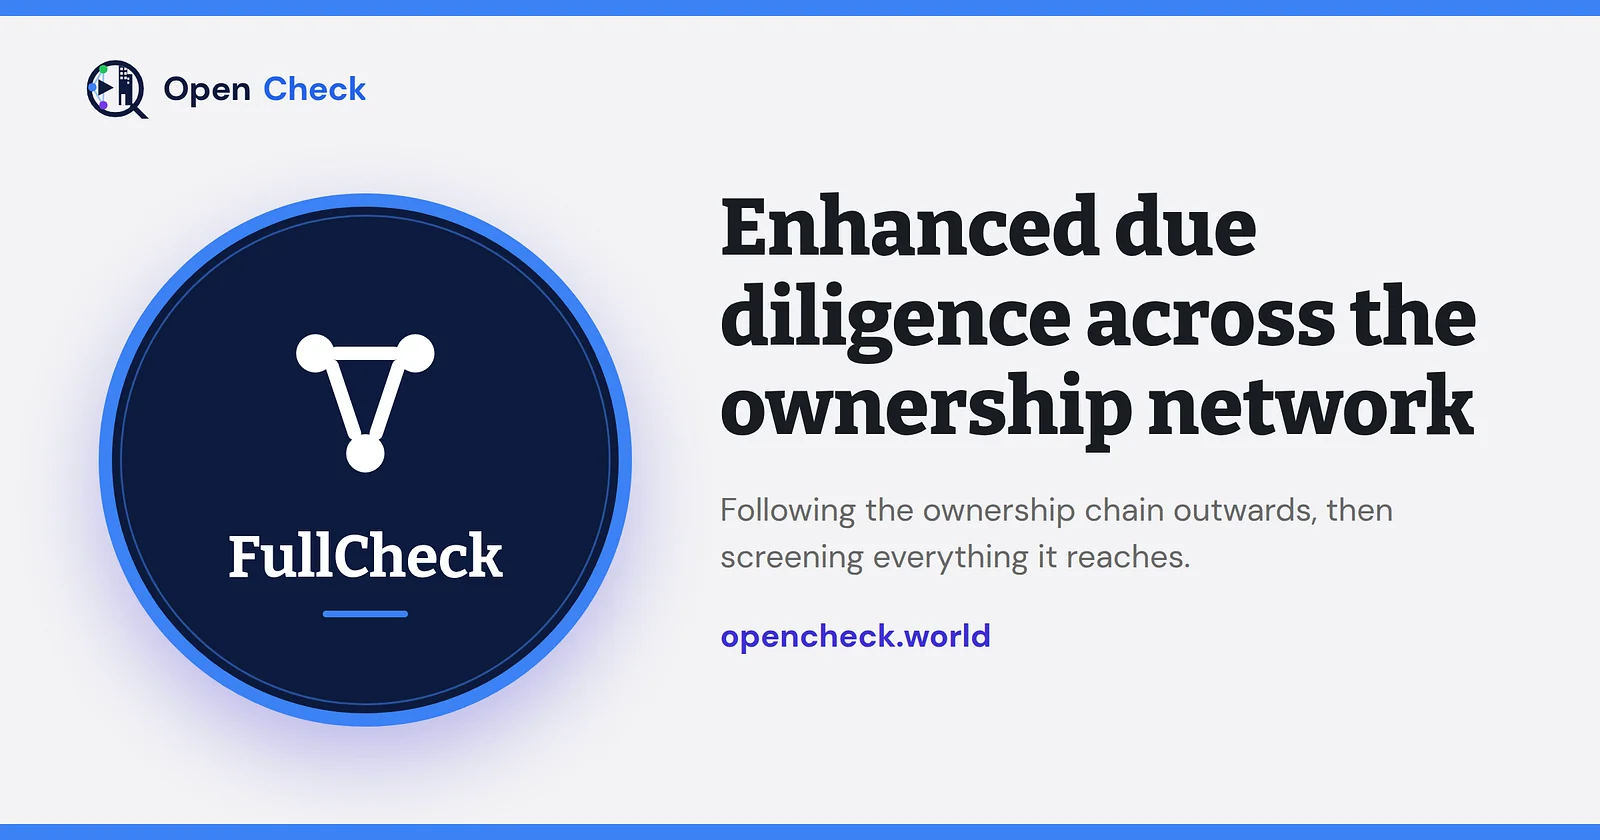 Open Check
FullCheck
Enhanced due
diligence across the
ownership network
Following the ownership chain outwards, then
screening everything it reaches.
opencheck.world